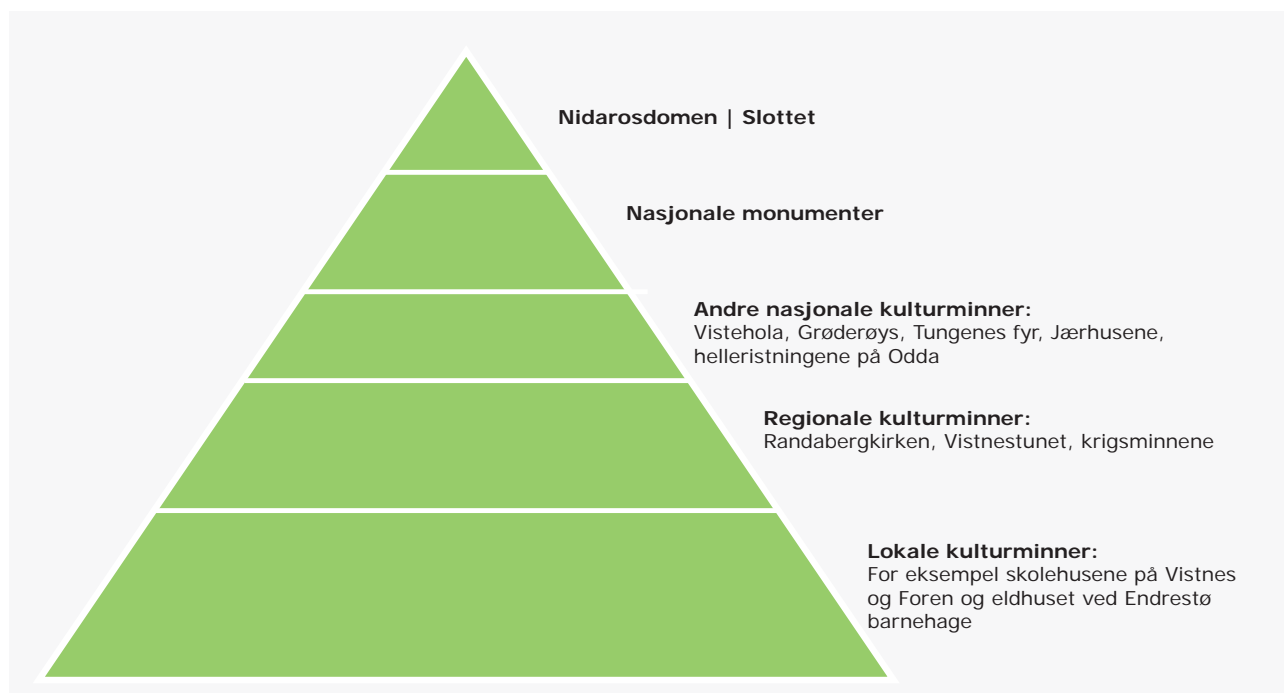 Nidarosdomen | Slottet
Nasjonale monumenter
Andre nasjonale kulturminner:
Vistehola, Grøderøys, Tungenes fyr, Jærhusene,
helleristningene på Odda
Regionale kulturminner:
Randabergkirken, Vistnestunet, krigsminnene
Lokale kulturminner:
For eksempel skolehusene på Vistnes
og Foren og eldhuset ved Endrestø
barnehage